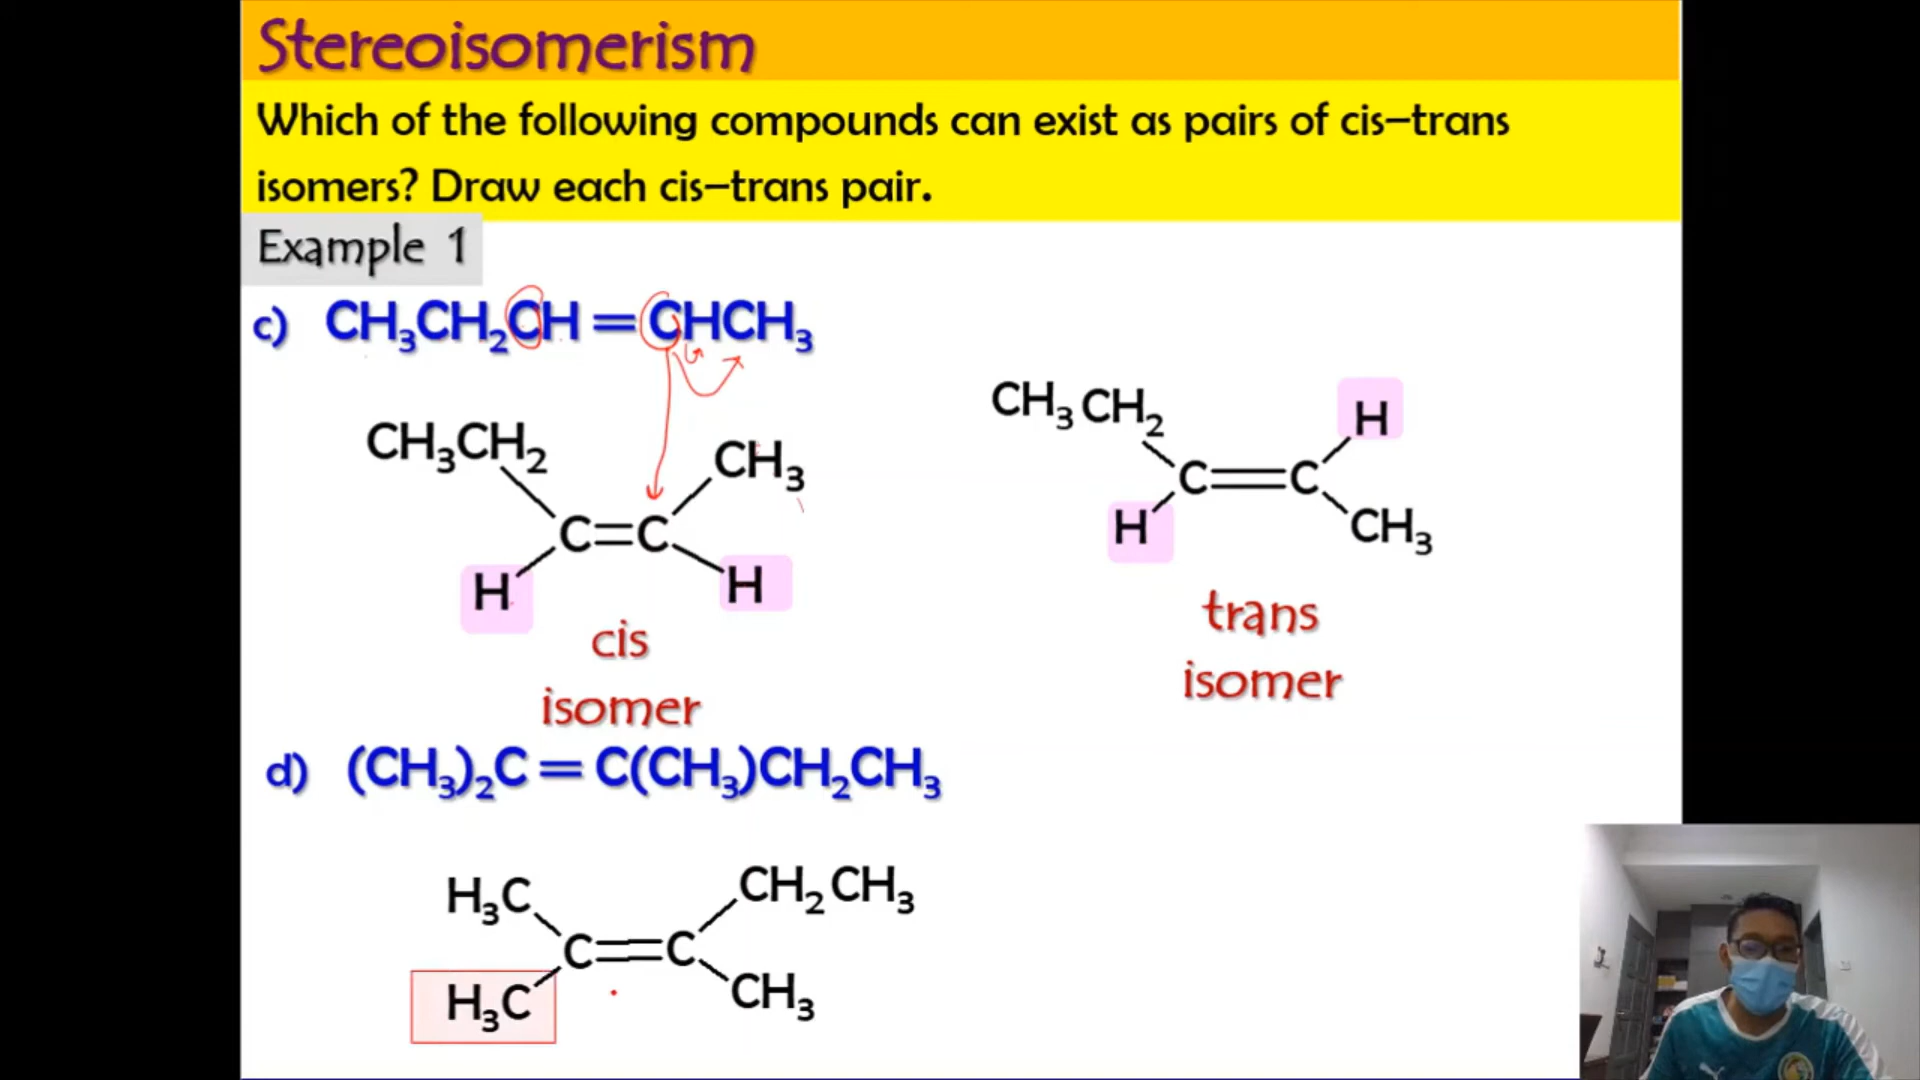 Stereoisomerism
Which of the following compounds can exist as pairs of cis–trans
isomers? Draw each cis–trans pair.
Example 1
c) CH₃CH₂CH=CHCH₃
CH₃CH₂
CH₃
C=C
H
H
cis
isomer
CH₃CH₂
H
C=C
H
CH₃
trans
isomer
d) (CH₃)₂C=C(CH₃)CH₂CH₃
H₃C
CH₂CH₃
C=C
H₃C
CH₃